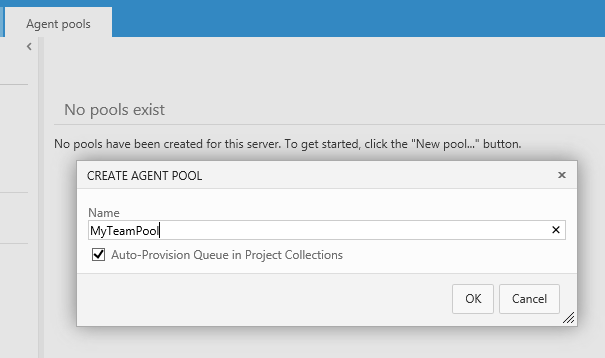 Agent pools
No pools exist
No pools have been created for this server. To get started, click the "New pool..." button.
CREATE AGENT POOL
Name
MyTeamPool
Auto-Provision Queue in Project Collections
OK Cancel